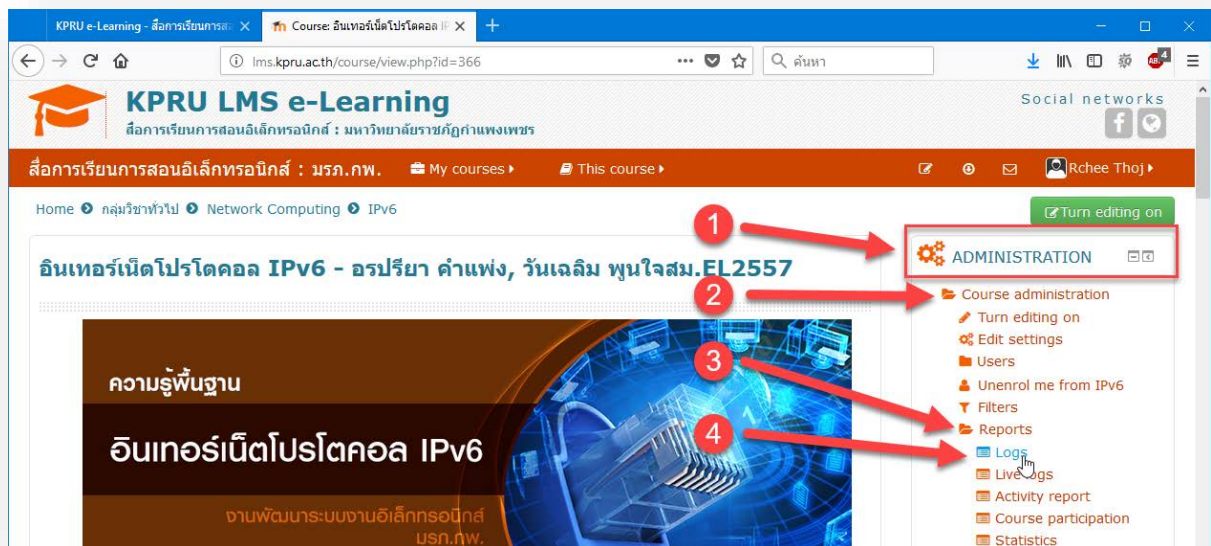 KPRU e-Learning - สื่อการเรียนการส
Course: อินเทอร์เน็ตโปรโตคอล IP
lms.kpru.ac.th/course/view.php?id=366
ค้นหา
4
KPRU LMS e-Learning
สื่อการเรียนการสอนอิเล็กทรอนิกส์ : มหาวิทยาลัยราชภัฏกำแพงเพชร
Social networks
สื่อการเรียนการสอนอิเล็กทรอนิกส์ : มรภ.กพ.
My courses
This course
Rchee Thoj
Home
กลุ่มวิชาทั่วไป
Network Computing
IPv6
Turn editing on
1
ADMINISTRATION
อินเทอร์เน็ตโปรโตคอล IPv6 - อรปรียา คำแพ่ง, วันเฉลิม พูนใจสม.EL2557
2
Course administration
Turn editing on
Edit settings
3
Users
Unenrol me from IPv6
Filters
4
Reports
Logs
Live logs
Activity report
Course participation
Statistics
ความรู้พื้นฐาน
อินเทอร์เน็ตโปรโตคอล IPv6
งานพัฒนาระบบงานอิเล็กทรอนิกส์
มรภ.กพ.